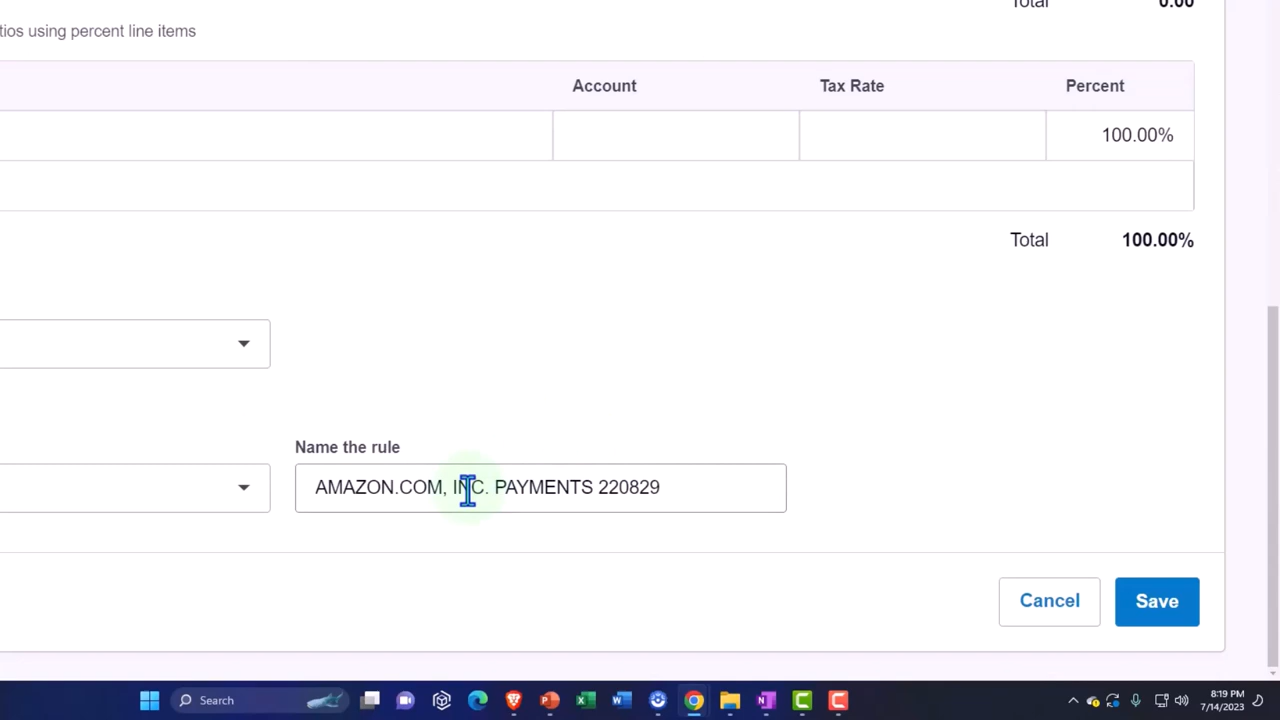 Total 0.00
tios using percent line items
Account Tax Rate Percent
100.00%
Total 100.00%
Name the rule
AMAZON.COM, INC. PAYMENTS 220829
Cancel Save
Search
8:19 PM
7/14/2023